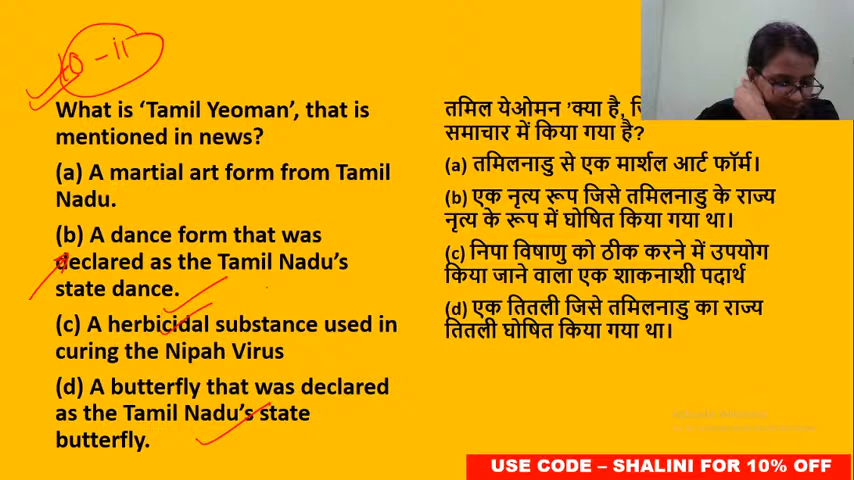 10-11
What is ‘Tamil Yeoman’, that is
mentioned in news?
(a) A martial art form from Tamil
Nadu.
(b) A dance form that was
declared as the Tamil Nadu’s
state dance.
(c) A herbicidal substance used in
curing the Nipah Virus
(d) A butterfly that was declared
as the Tamil Nadu’s state
butterfly.
तमिल येओमन ’क्या है,
समाचार में किया गया है?
(a) तमिलनाडु से एक मार्शल आर्ट फॉर्म।
(b) एक नृत्य रूप जिसे तमिलनाडु के राज्य
नृत्य के रूप में घोषित किया गया था।
(c) निपा विषाणु को ठीक करने में उपयोग
किया जाने वाला एक शाकनाशी पदार्थ
(d) एक तितली जिसे तमिलनाडु का राज्य
तितली घोषित किया गया था।
USE CODE – SHALINI FOR 10% OFF